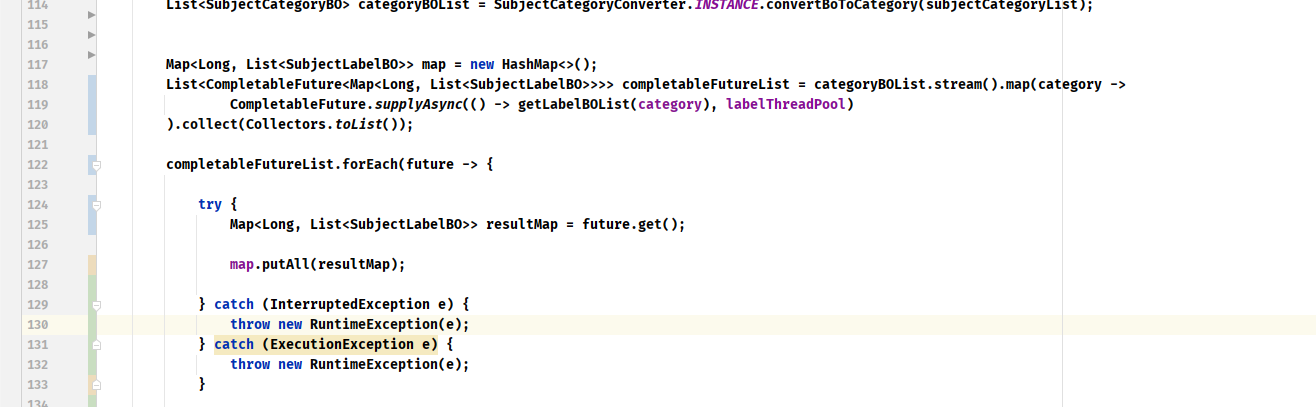 114 List<SubjectCategoryBO> categoryBOList = SubjectCategoryConverter.INSTANCE.convertBoToCategory(subjectCategoryList);
115
116
117 Map<Long, List<SubjectLabelBO>> map = new HashMap<>();
118 List<CompletableFuture<Map<Long, List<SubjectLabelBO>>>> completableFutureList = categoryBOList.stream().map(category ->
119 CompletableFuture.supplyAsync(() -> getLabelBOList(category), labelThreadPool)
120 ).collect(Collectors.toList());
121
122 completableFutureList.forEach(future -> {
123
124 try {
125 Map<Long, List<SubjectLabelBO>> resultMap = future.get();
126
127 map.putAll(resultMap);
128
129 } catch (InterruptedException e) {
130 throw new RuntimeException(e);
131 } catch (ExecutionException e) {
132 throw new RuntimeException(e);
133 }
134